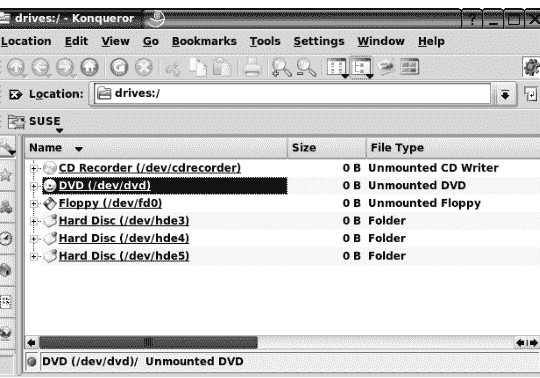 drives:/ - Konqueror
Location Edit View Go Bookmarks Tools Settings Window Help
Location: drives:/
SUSE
Name Size File Type
CD Recorder (/dev/cdrecorder) 0 B Unmounted CD Writer
DVD (/dev/dvd) 0 B Unmounted DVD
Floppy (/dev/fd0) 0 B Unmounted Floppy
Hard Disc (/dev/hde3) 0 B Folder
Hard Disc (/dev/hde4) 0 B Folder
Hard Disc (/dev/hde5) 0 B Folder
DVD (/dev/dvd)/ Unmounted DVD